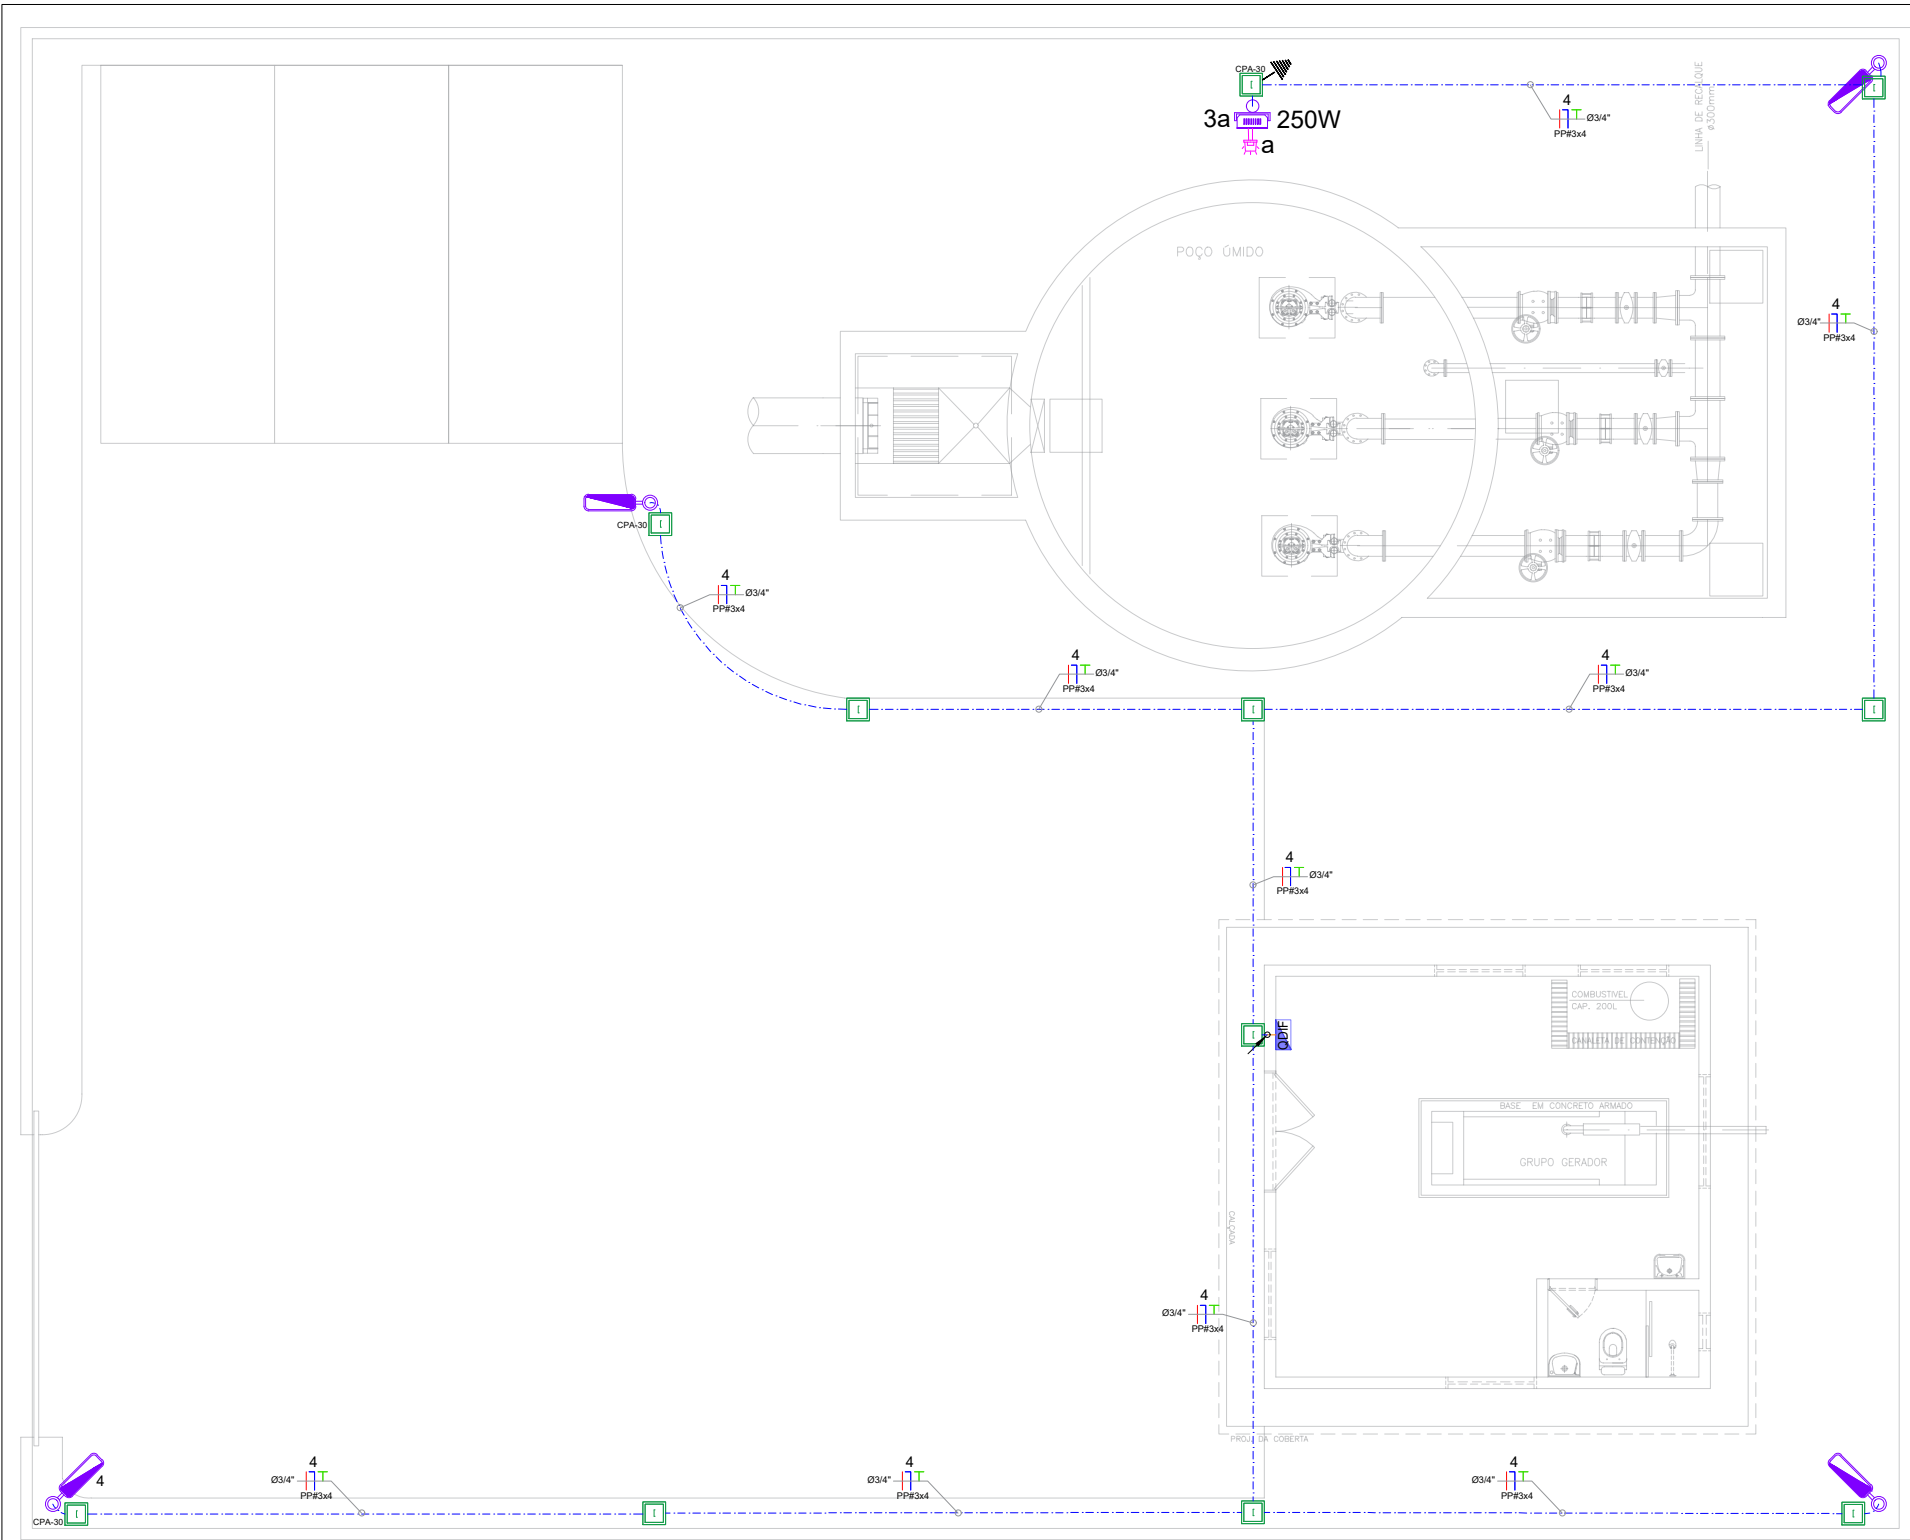 CPA-30
3a 250W
a
4
Ø3/4"
PP#3x4
LINHA DE RECALQUE
ø300mm
POÇO ÚMIDO
4
Ø3/4"
PP#3x4
CPA-30
4
Ø3/4"
PP#3x4
4
Ø3/4"
PP#3x4
4
Ø3/4"
PP#3x4
4
Ø3/4"
PP#3x4
COMBUSTIVEL
CAP. 200L
QDIF
CANALETA DE CONTENÇÃO
BASE EM CONCRETO ARMADO
GRUPO GERADOR
CALÇADA
4
Ø3/4"
PP#3x4
PROJ. DA COBERTA
4
CPA-30
4
Ø3/4"
PP#3x4
4
Ø3/4"
PP#3x4
4
Ø3/4"
PP#3x4